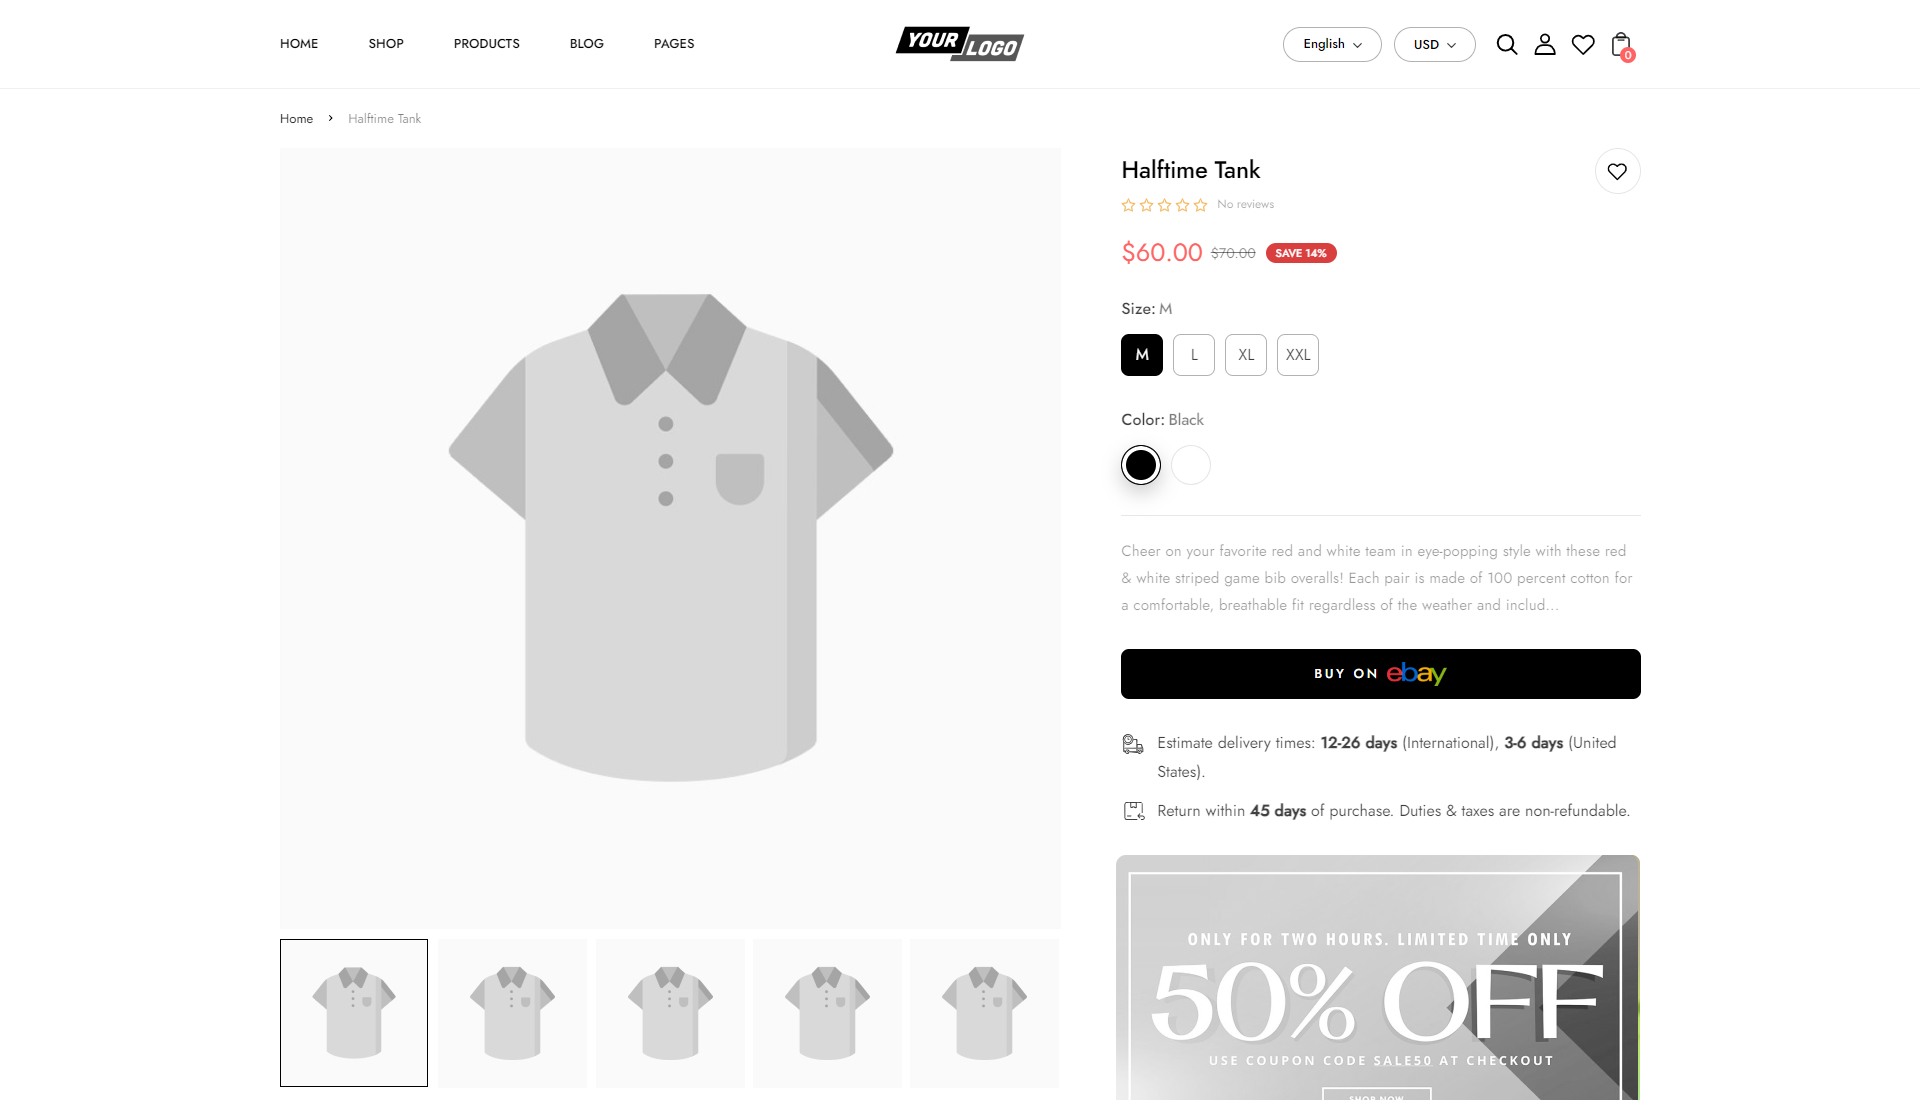 HOME
SHOP
PRODUCTS
BLOG
PAGES
YOUR
LOGO
English
USD
0
Home
Halftime Tank
Halftime Tank
No reviews
$60.00 $70.00 SAVE 14%
Size: M
M
L
XL
XXL
Color: Black
Cheer on your favorite red and white team in eye-popping style with these red
& white striped game bib overalls! Each pair is made of 100 percent cotton for
a comfortable, breathable fit regardless of the weather and includ...
BUY ON ebay
Estimate delivery times: 12-26 days (International), 3-6 days (United
States).
Return within 45 days of purchase. Duties & taxes are non-refundable.
ONLY FOR TWO HOURS. LIMITED TIME ONLY
50% OFF
USE COUPON CODE SALE50 AT CHECKOUT
SHOP NOW